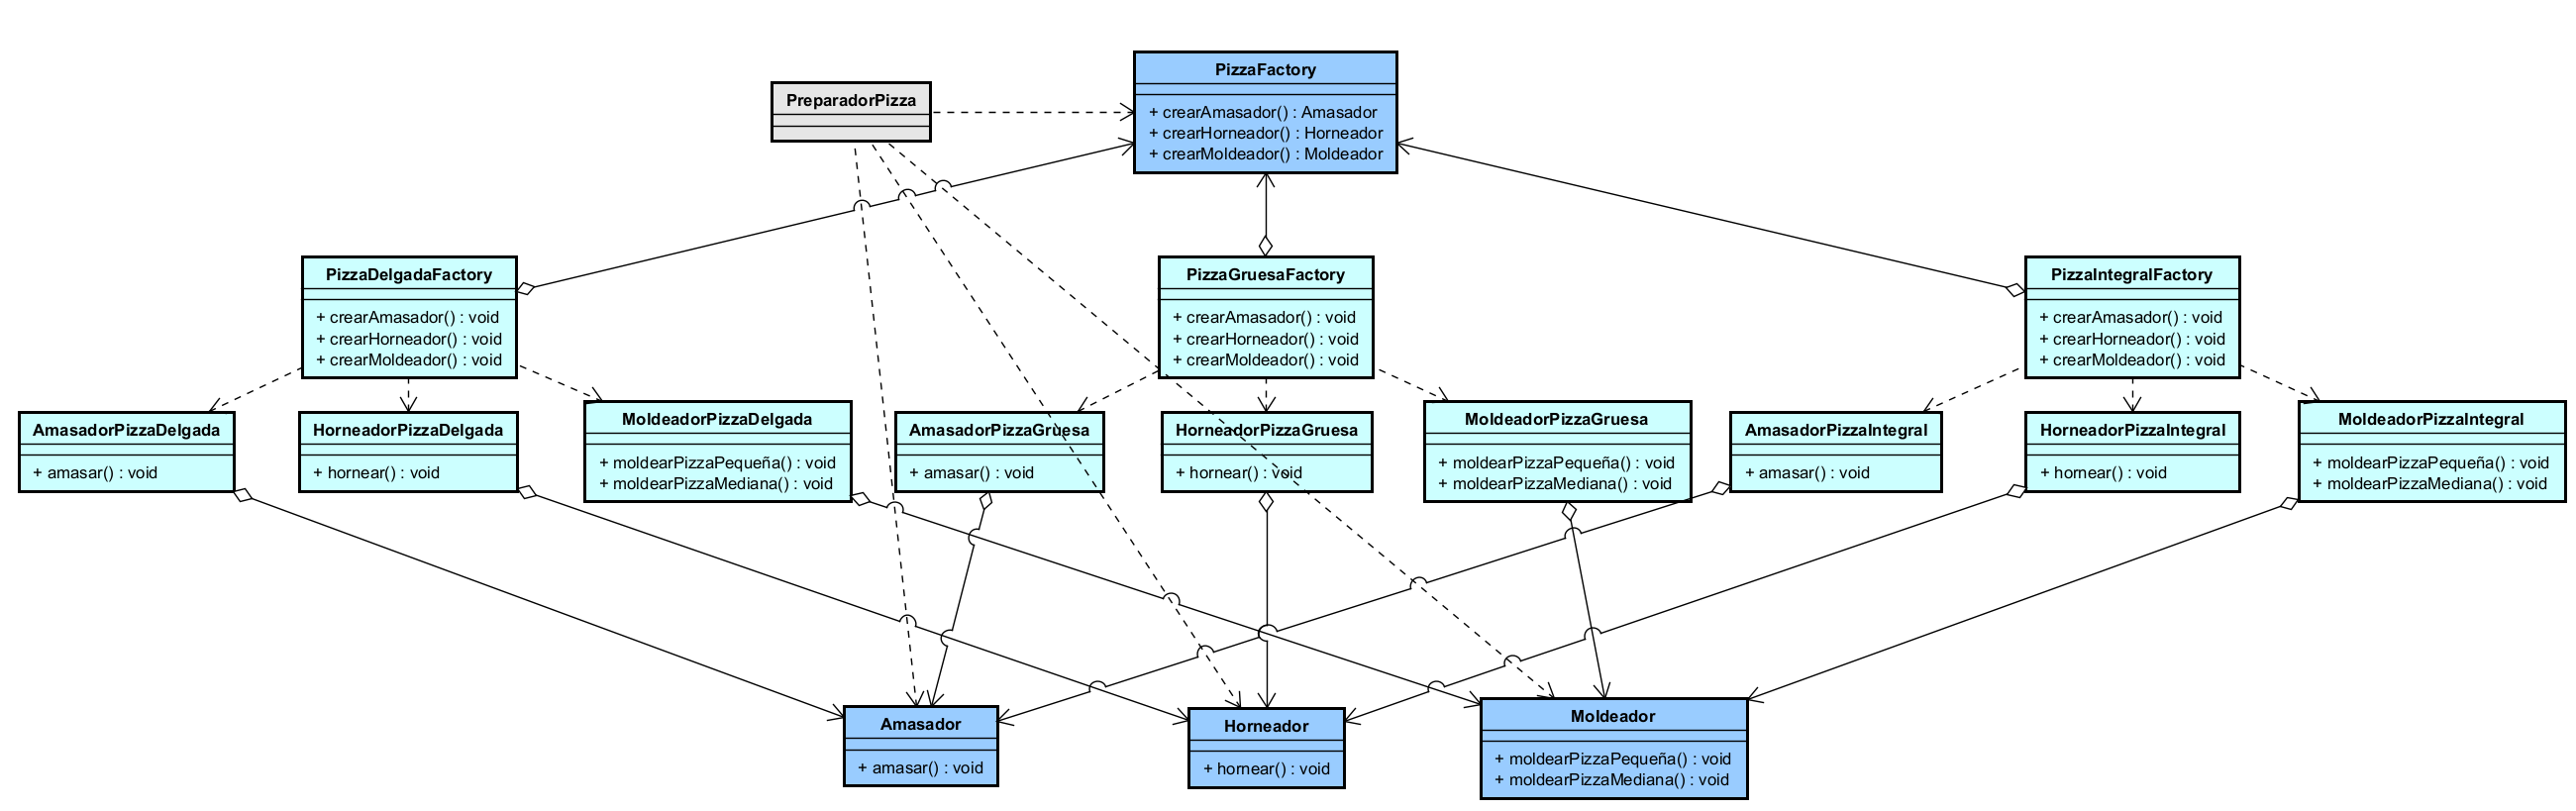 PizzaFactory
+ crearAmasador() : Amasador
+ crearHorneador() : Horneador
+ crearMoldeador() : Moldeador
PreparadorPizza
PizzaDelgadaFactory
+ crearAmasador() : void
+ crearHorneador() : void
+ crearMoldeador() : void
PizzaGruesaFactory
+ crearAmasador() : void
+ crearHorneador() : void
+ crearMoldeador() : void
PizzaIntegralFactory
+ crearAmasador() : void
+ crearHorneador() : void
+ crearMoldeador() : void
AmasadorPizzaDelgada
+ amasar() : void
HorneadorPizzaDelgada
+ hornear() : void
MoldeadorPizzaDelgada
+ moldearPizzaPequeña() : void
+ moldearPizzaMediana() : void
AmasadorPizzaGruesa
+ amasar() : void
HorneadorPizzaGruesa
+ hornear() : void
MoldeadorPizzaGruesa
+ moldearPizzaPequeña() : void
+ moldearPizzaMediana() : void
AmasadorPizzaIntegral
+ amasar() : void
HorneadorPizzaIntegral
+ hornear() : void
MoldeadorPizzaIntegral
+ moldearPizzaPequeña() : void
+ moldearPizzaMediana() : void
Amasador
+ amasar() : void
Horneador
+ hornear() : void
Moldeador
+ moldearPizzaPequeña() : void
+ moldearPizzaMediana() : void